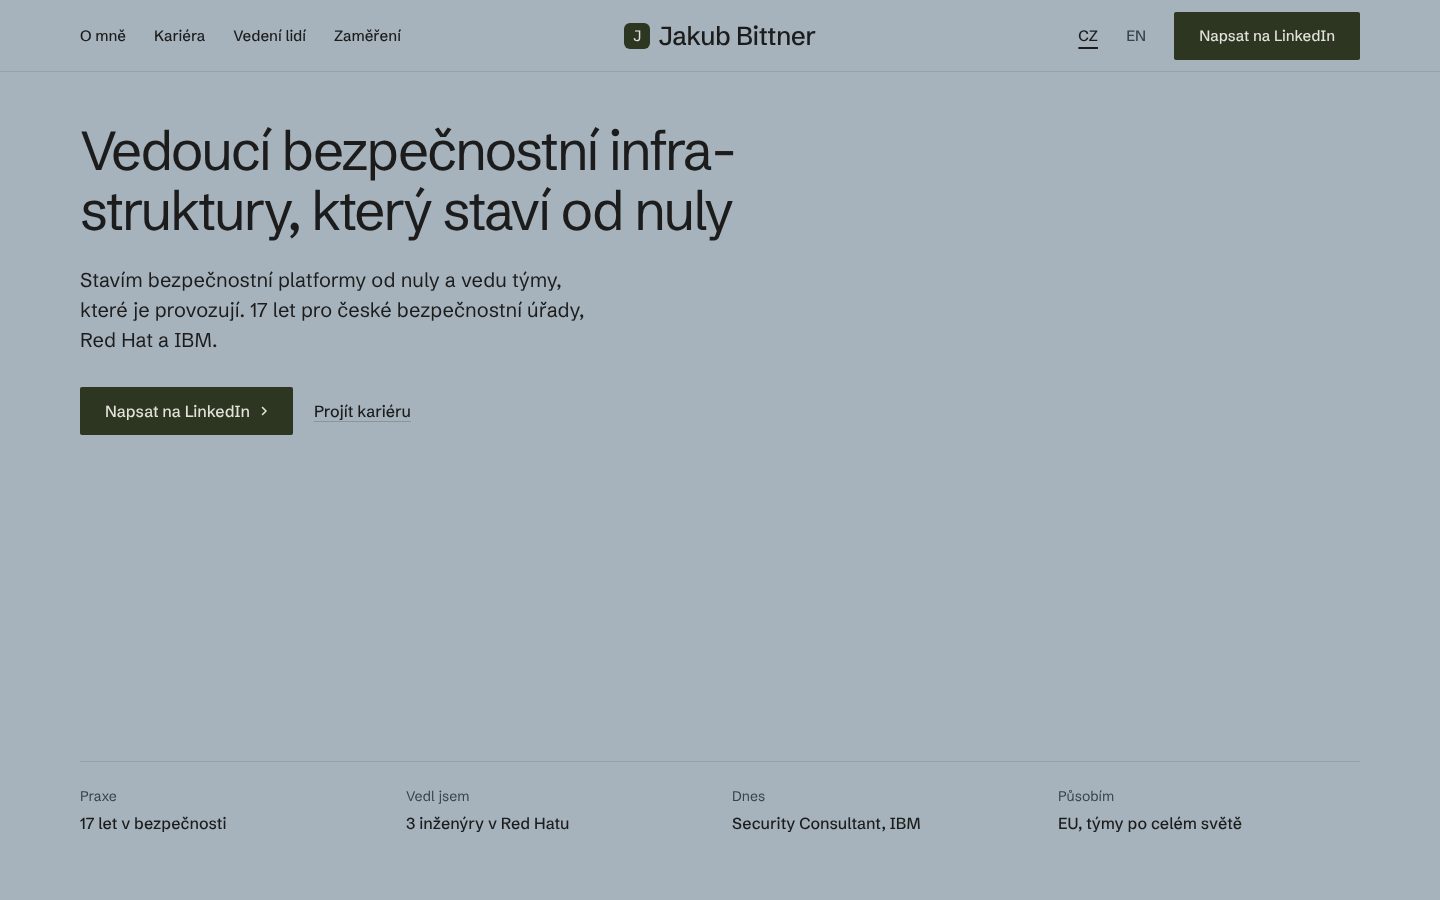 O mně
Kariéra
Vedení lidí
Zaměření
J
Jakub Bittner
CZ
EN
Napsat na LinkedIn
Vedoucí bezpečnostní infra-
struktury, který staví od nuly
Stavím bezpečnostní platformy od nuly a vedu týmy,
které je provozují. 17 let pro české bezpečnostní úřady,
Red Hat a IBM.
Napsat na LinkedIn
Projít kariéru
Praxe
17 let v bezpečnosti
Vedl jsem
3 inženýry v Red Hatu
Dnes
Security Consultant, IBM
Působím
EU, týmy po celém světě